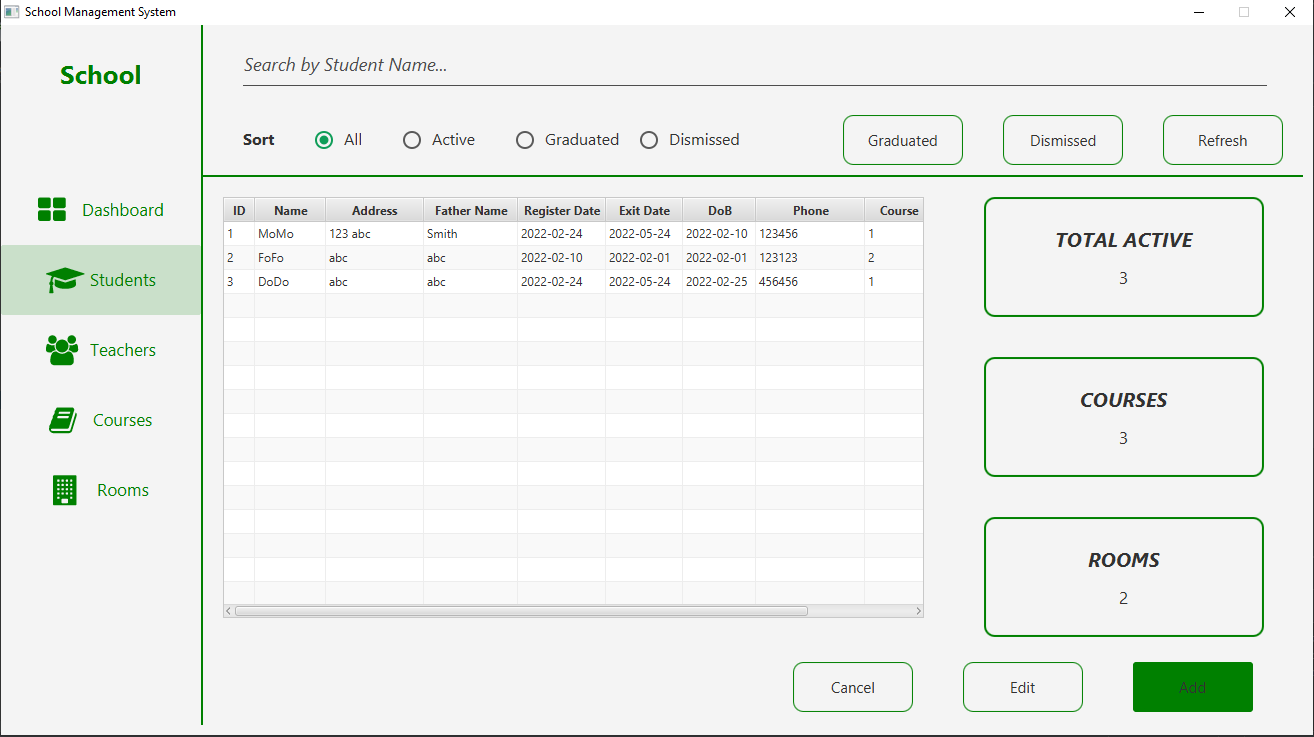 School Management System
School
Search by Student Name...
Sort All Active Graduated Dismissed Graduated Dismissed Refresh
Dashboard
Students
Teachers
Courses
Rooms
ID Name Address Father Name Register Date Exit Date DoB Phone Course
1 MoMo 123 abc Smith 2022-02-24 2022-05-24 2022-02-10 123456 1
2 FoFo abc abc 2022-02-10 2022-02-01 2022-02-01 123123 2
3 DoDo abc abc 2022-02-24 2022-05-24 2022-02-25 456456 1
TOTAL ACTIVE
3
COURSES
3
ROOMS
2
Cancel Edit Add